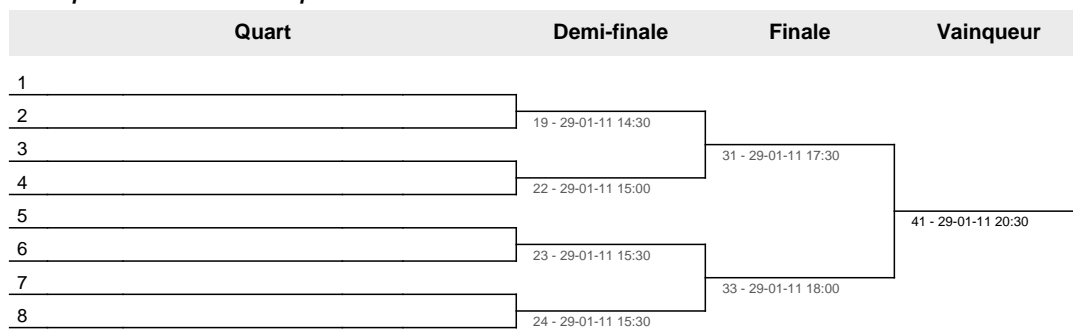 Quart Demi-finale Finale Vainqueur
1
2
19 - 29-01-11 14:30
3
31 - 29-01-11 17:30
4
22 - 29-01-11 15:00
5
41 - 29-01-11 20:30
6
23 - 29-01-11 15:30
7
33 - 29-01-11 18:00
8
24 - 29-01-11 15:30